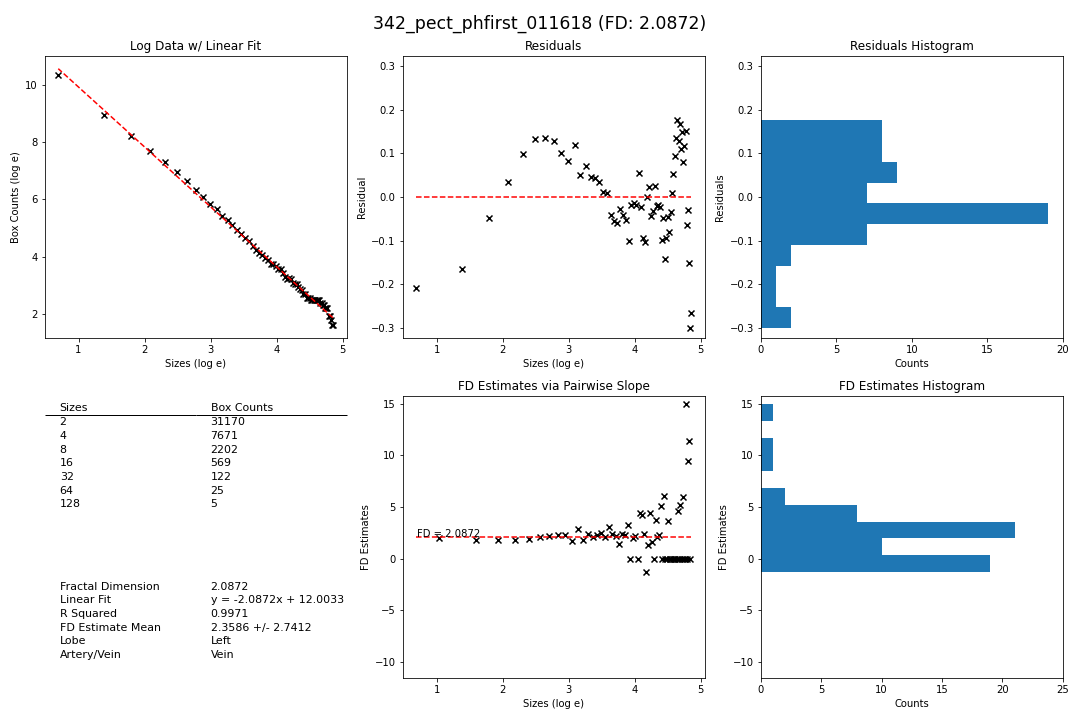 342_pect_phfirst_011618 (FD: 2.0872)
Log Data w/ Linear Fit
Box Counts (log e)
10
8
6
4
2
1 2 3 4 5
Sizes (log e)
Residuals
Residual
0.3
0.2
0.1
0.0
−0.1
−0.2
−0.3
1 2 3 4 5
Sizes (log e)
Residuals Histogram
Residuals
0.3
0.2
0.1
0.0
−0.1
−0.2
−0.3
0 5 10 15 20
Counts
Sizes Box Counts
2 31170
4 7671
8 2202
16 569
32 122
64 25
128 5
Fractal Dimension 2.0872
Linear Fit y = -2.0872x + 12.0033
R Squared 0.9971
FD Estimate Mean 2.3586 +/- 2.7412
Lobe Left
Artery/Vein Vein
FD Estimates via Pairwise Slope
FD Estimates
15
10
5
0
−5
−10
FD = 2.0872
1 2 3 4 5
Sizes (log e)
FD Estimates Histogram
FD Estimates
15
10
5
0
−5
−10
0 5 10 15 20 25
Counts